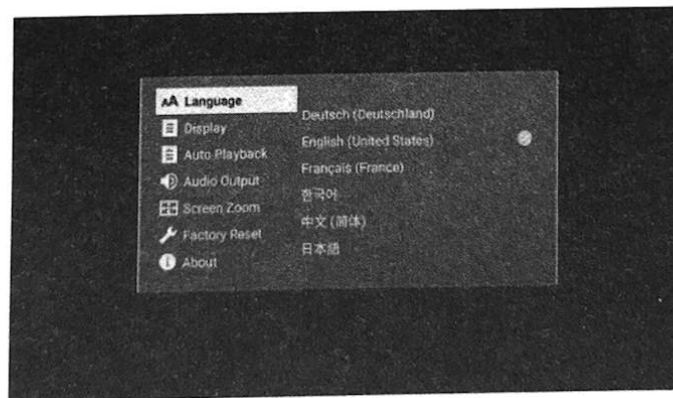 Language
Display
Auto Playback
Audio Output
Screen Zoom
Factory Reset
About
Deutsch (Deutschland)
English (United States)
Français (France)
한국어
中文 (简体)
日本語